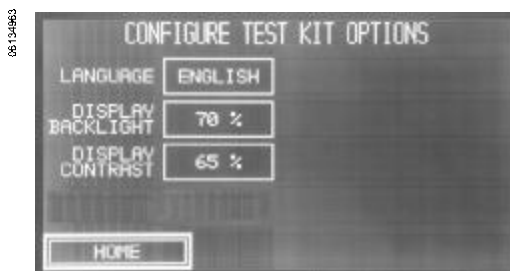 06134963
CONFIGURE TEST KIT OPTIONS
LANGUAGE ENGLISH
DISPLAY BACKLIGHT 70 %
DISPLAY CONTRAST 65 %
HOME